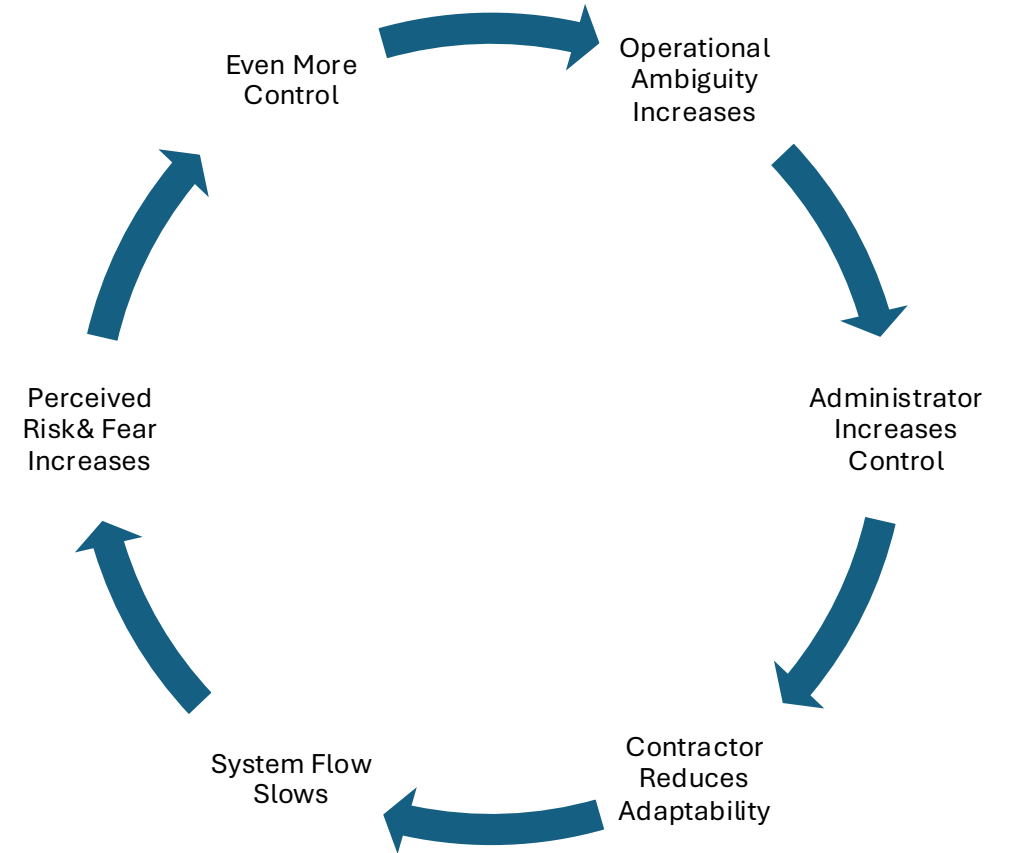 Even More
Control
Operational
Ambiguity
Increases
Administrator
Increases
Control
Contractor
Reduces
Adaptability
System Flow
Slows
Perceived
Risk& Fear
Increases